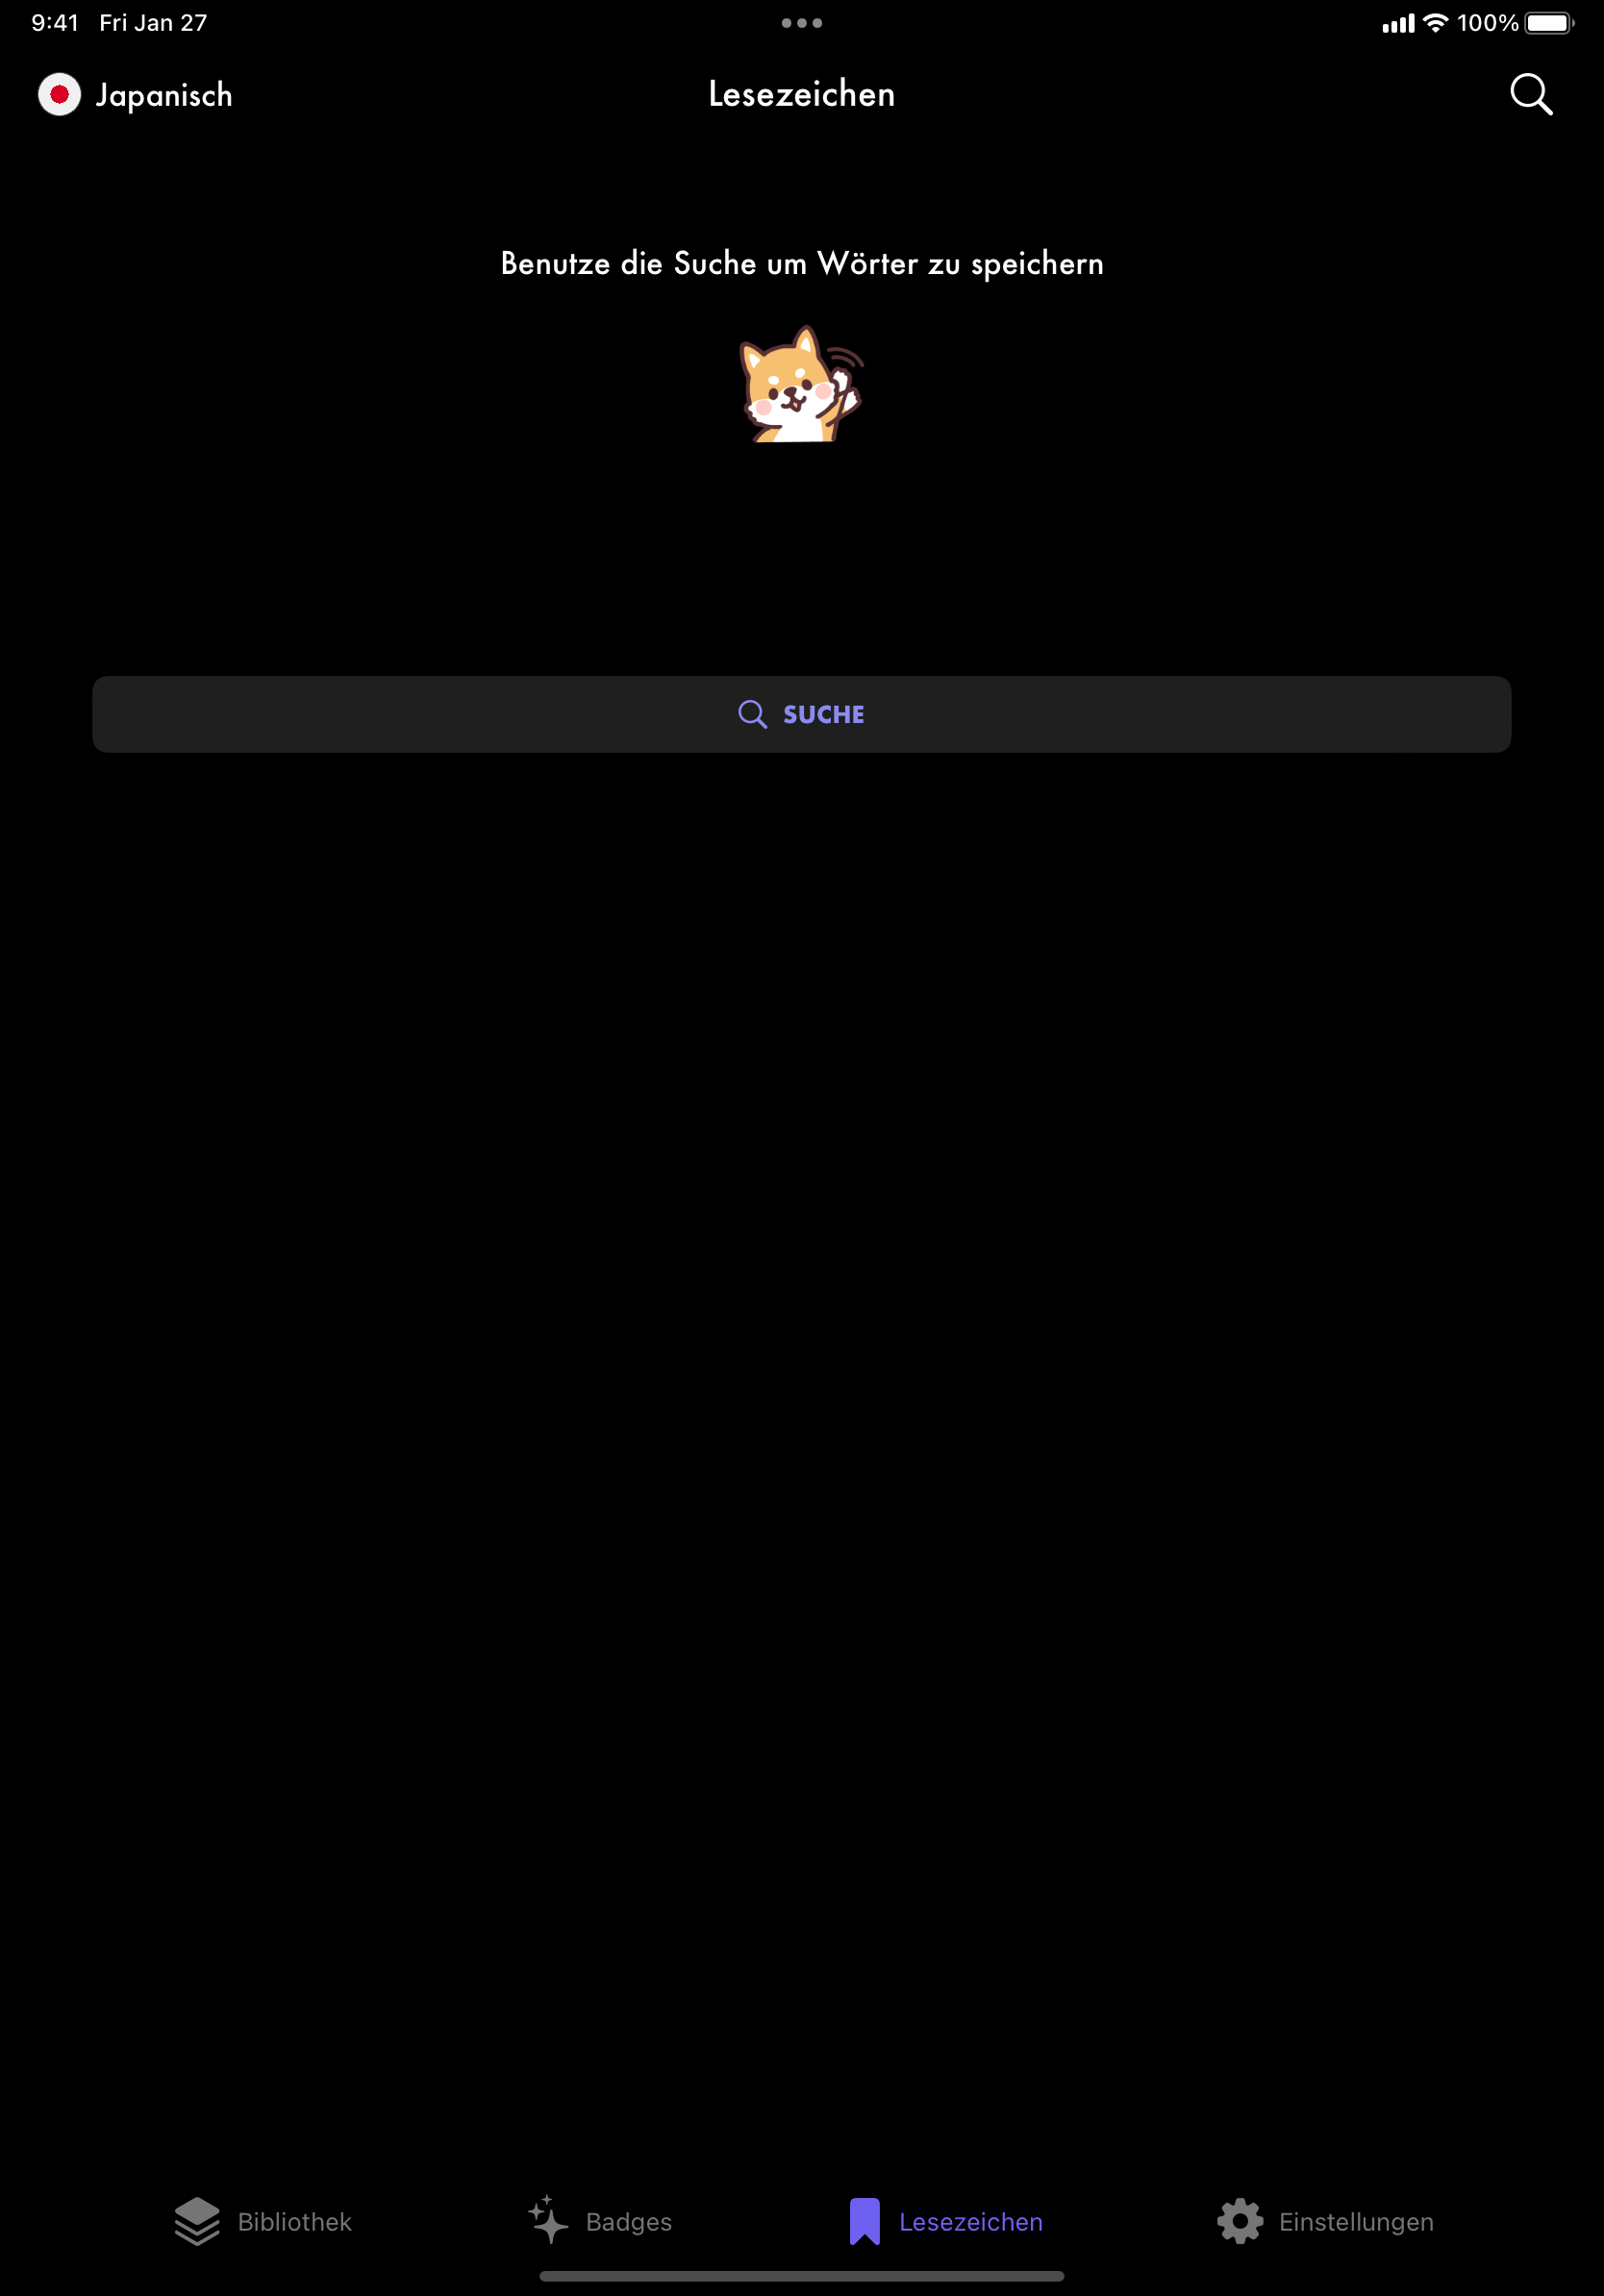 9:41 Fri Jan 27
100%
Japanisch
Lesezeichen
Benutze die Suche um Wörter zu speichern
SUCHE
Bibliothek
Badges
Lesezeichen
Einstellungen